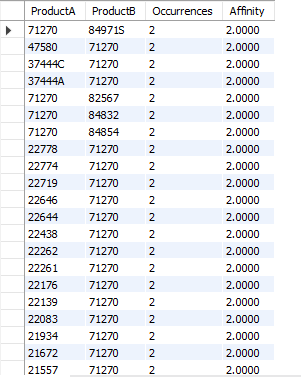 ProductA ProductB Occurrences Affinity
71270 84971S 2 2.0000
47580 71270 2 2.0000
37444C 71270 2 2.0000
37444A 71270 2 2.0000
71270 82567 2 2.0000
71270 84832 2 2.0000
71270 84854 2 2.0000
22778 71270 2 2.0000
22774 71270 2 2.0000
22719 71270 2 2.0000
22646 71270 2 2.0000
22644 71270 2 2.0000
22438 71270 2 2.0000
22262 71270 2 2.0000
22261 71270 2 2.0000
22176 71270 2 2.0000
22139 71270 2 2.0000
22083 71270 2 2.0000
21934 71270 2 2.0000
21672 71270 2 2.0000
21557 71270 2 2.0000